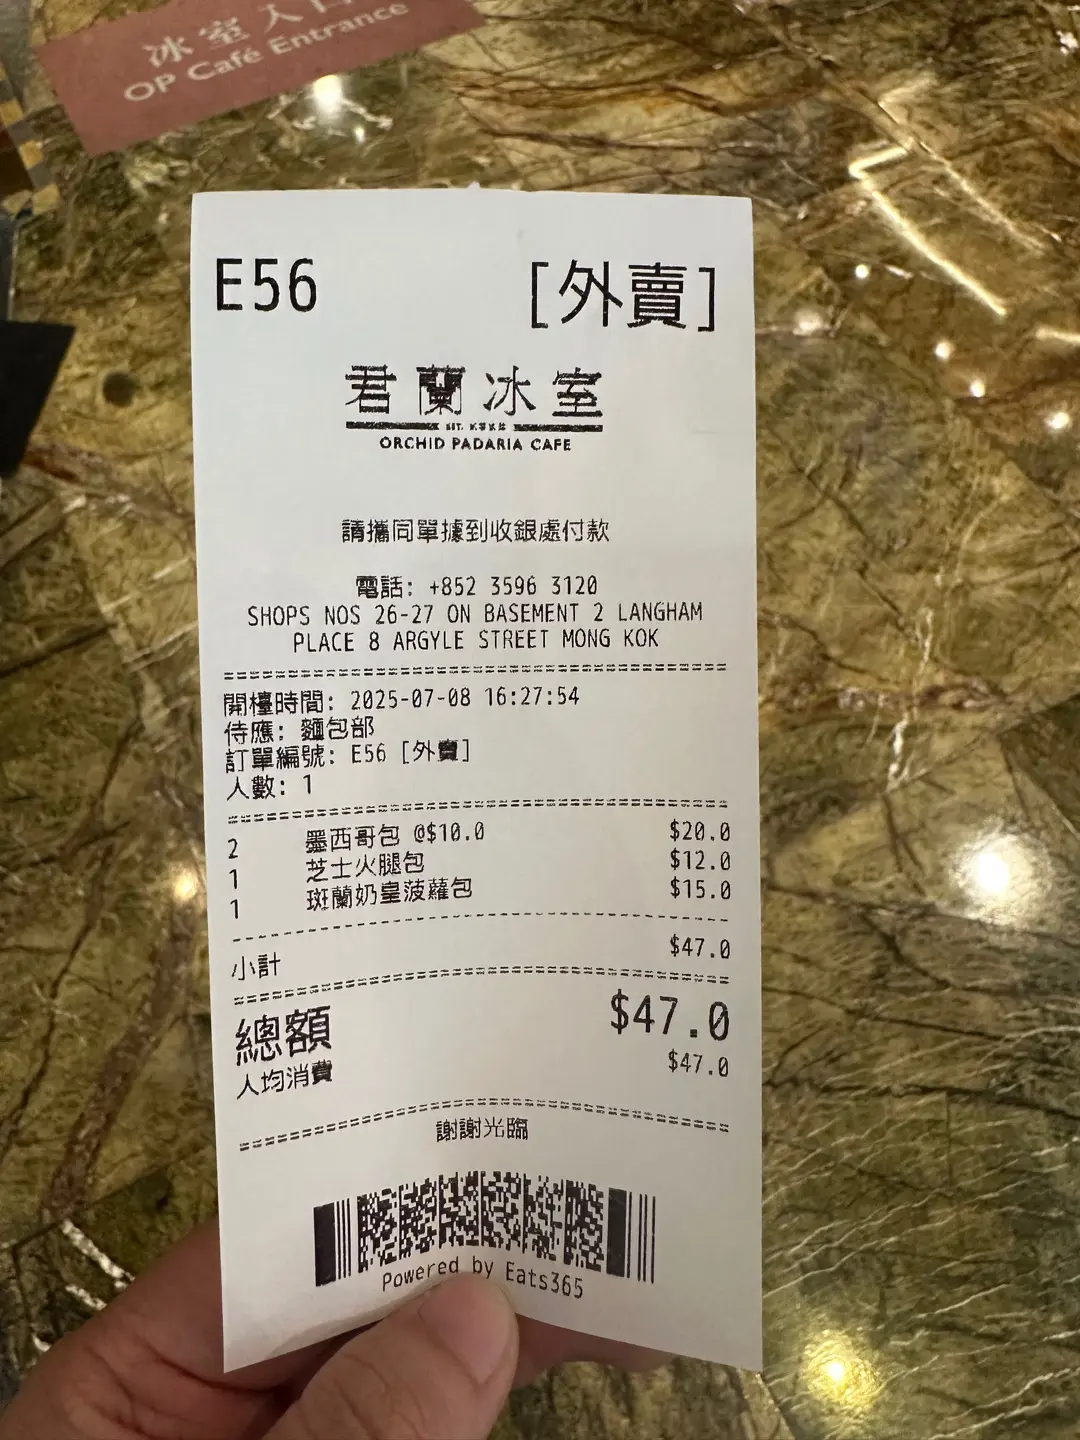 冰室入口
OP Café Entrance
E56 [外賣]
君蘭冰室
ORCHID PADARIA CAFE
請攜同單據到收銀處付款
電話: +852 3596 3120
SHOPS NOS 26-27 ON BASEMENT 2 LANGHAM
PLACE 8 ARGYLE STREET MONG KOK
開檯時間: 2025-07-08 16:27:54
侍應: 麵包部
訂單編號: E56 [外賣]
人數: 1
2 墨西哥包 @$10.0 $20.0
1 芝士火腿包 $12.0
1 斑蘭奶皇菠蘿包 $15.0
小計 $47.0
總額 $47.0
人均消費 $47.0
謝謝光臨
Powered by Eats365